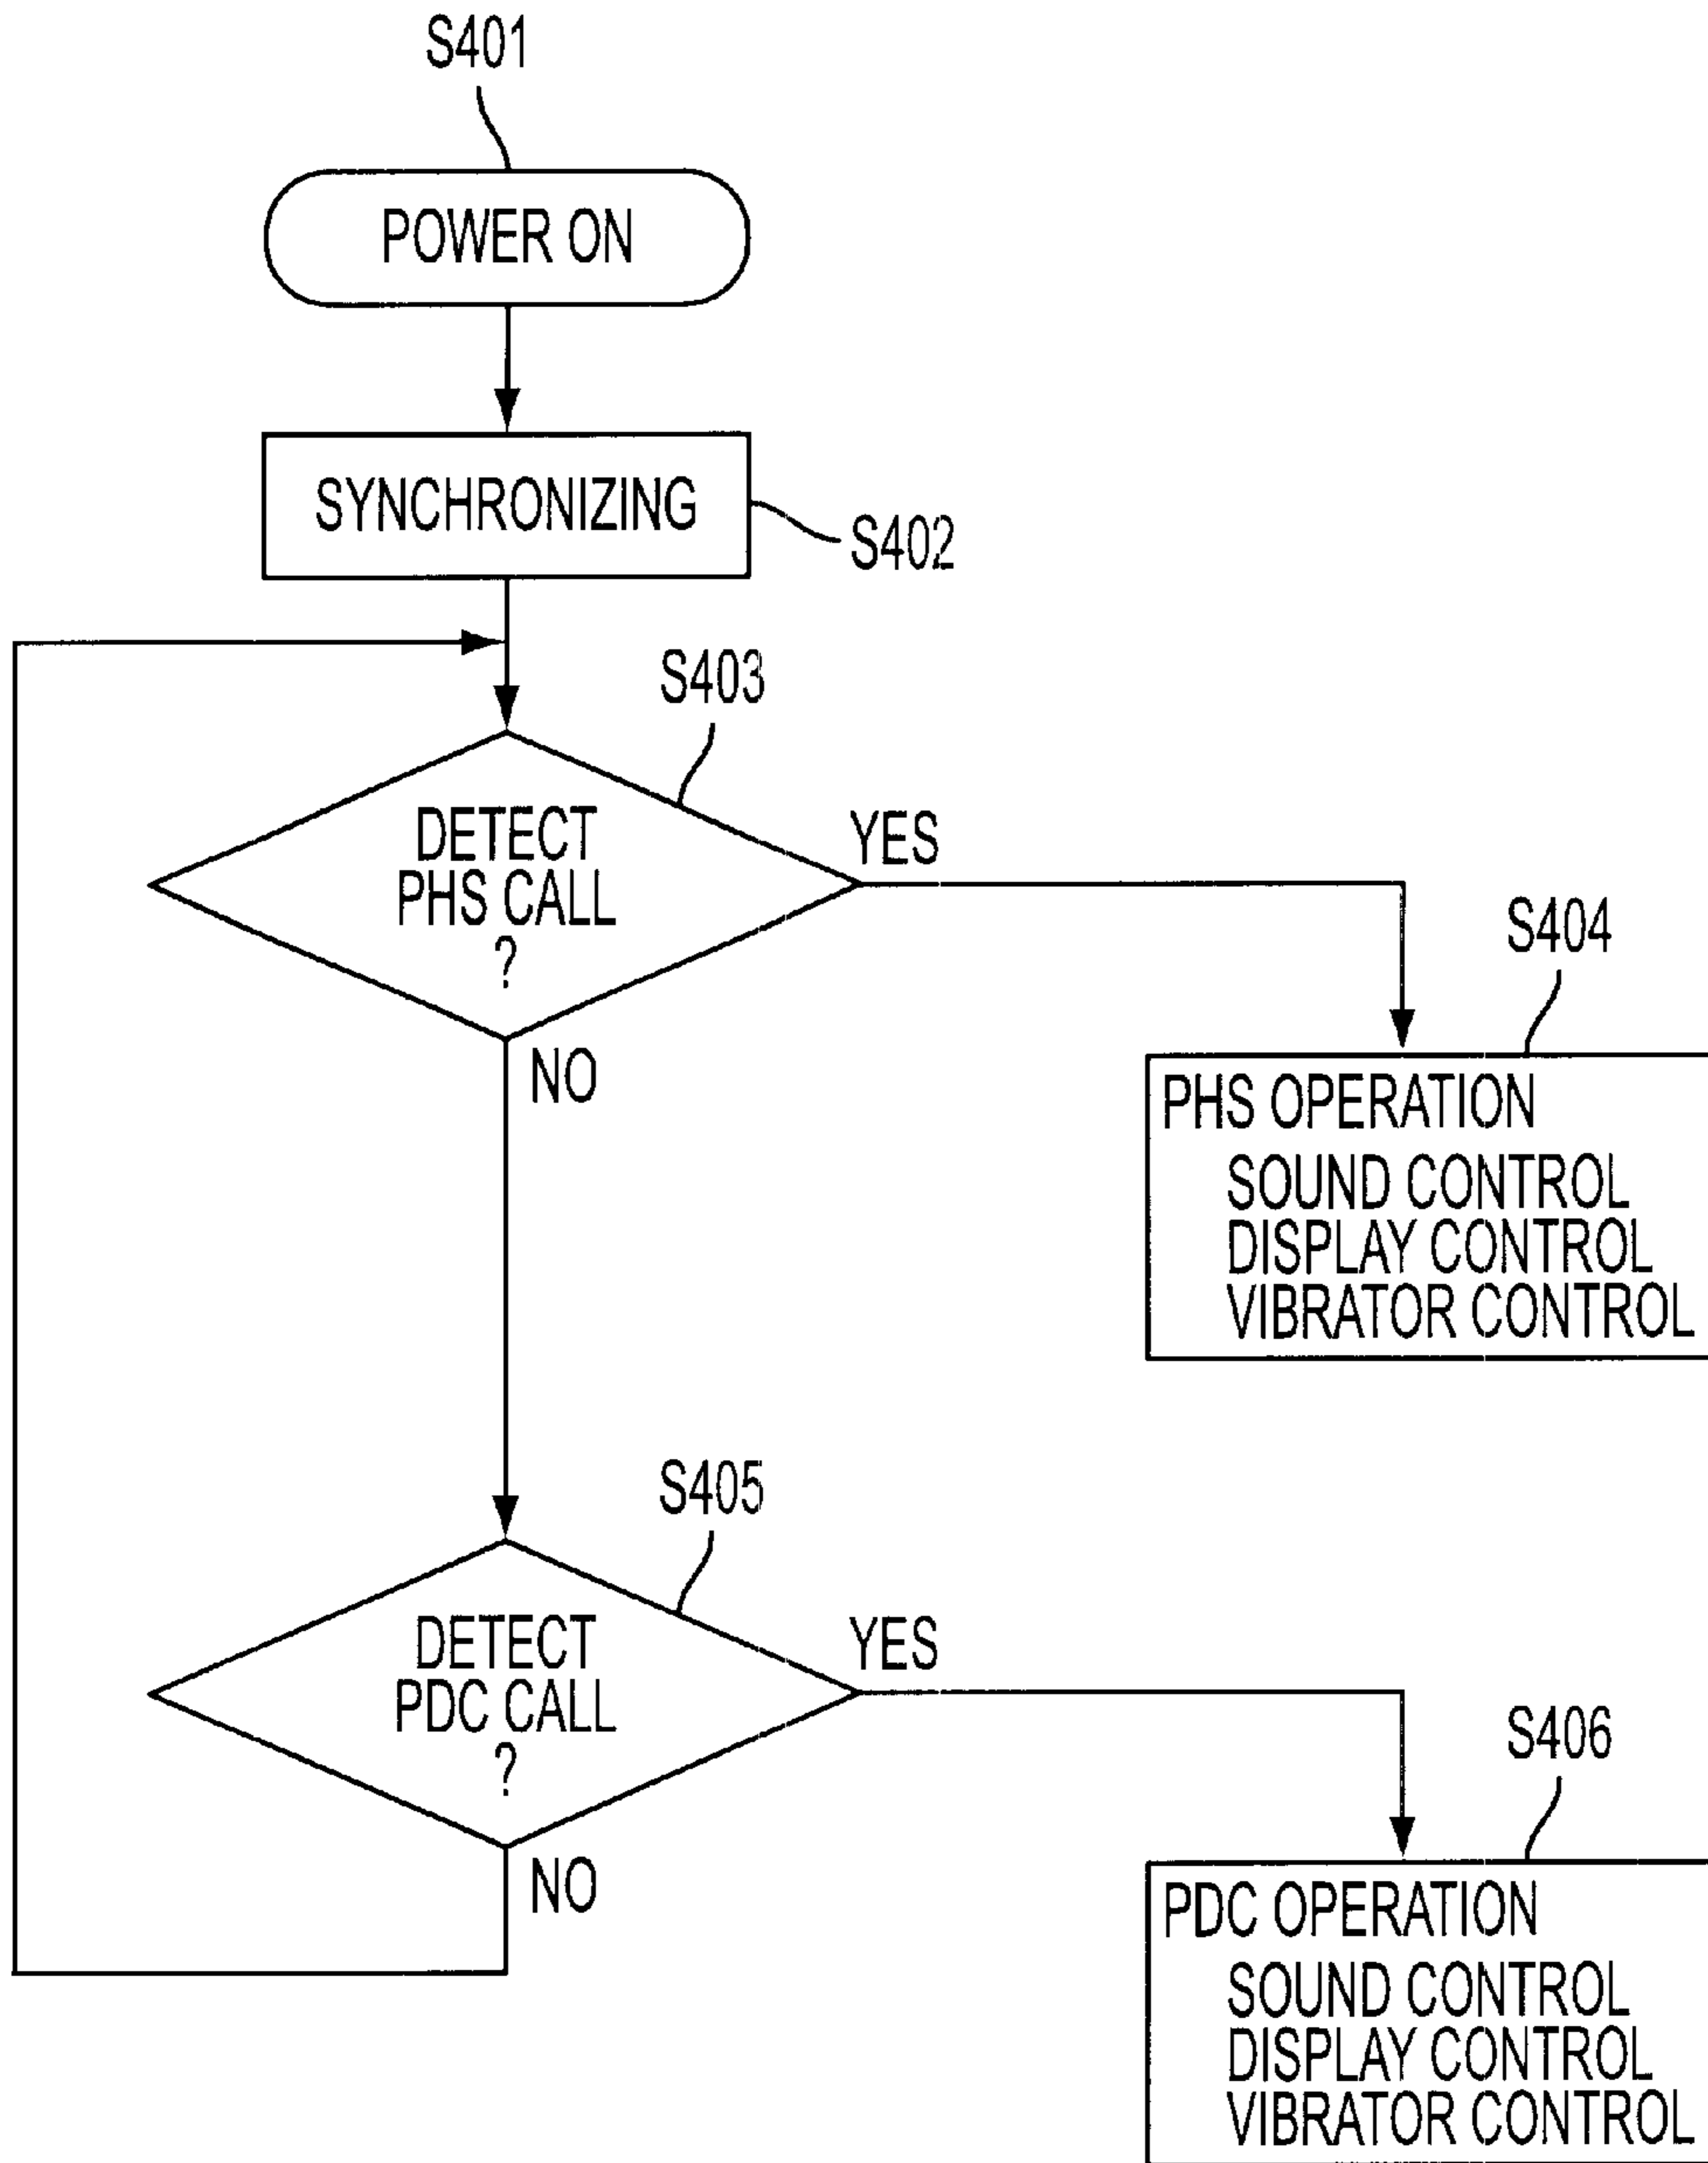 S401
POWER ON
SYNCHRONIZING
S402
S403
DETECT
PHS CALL
?
YES
NO
S404
PHS OPERATION
SOUND CONTROL
DISPLAY CONTROL
VIBRATOR CONTROL
S405
DETECT
PDC CALL
?
YES
NO
S406
PDC OPERATION
SOUND CONTROL
DISPLAY CONTROL
VIBRATOR CONTROL